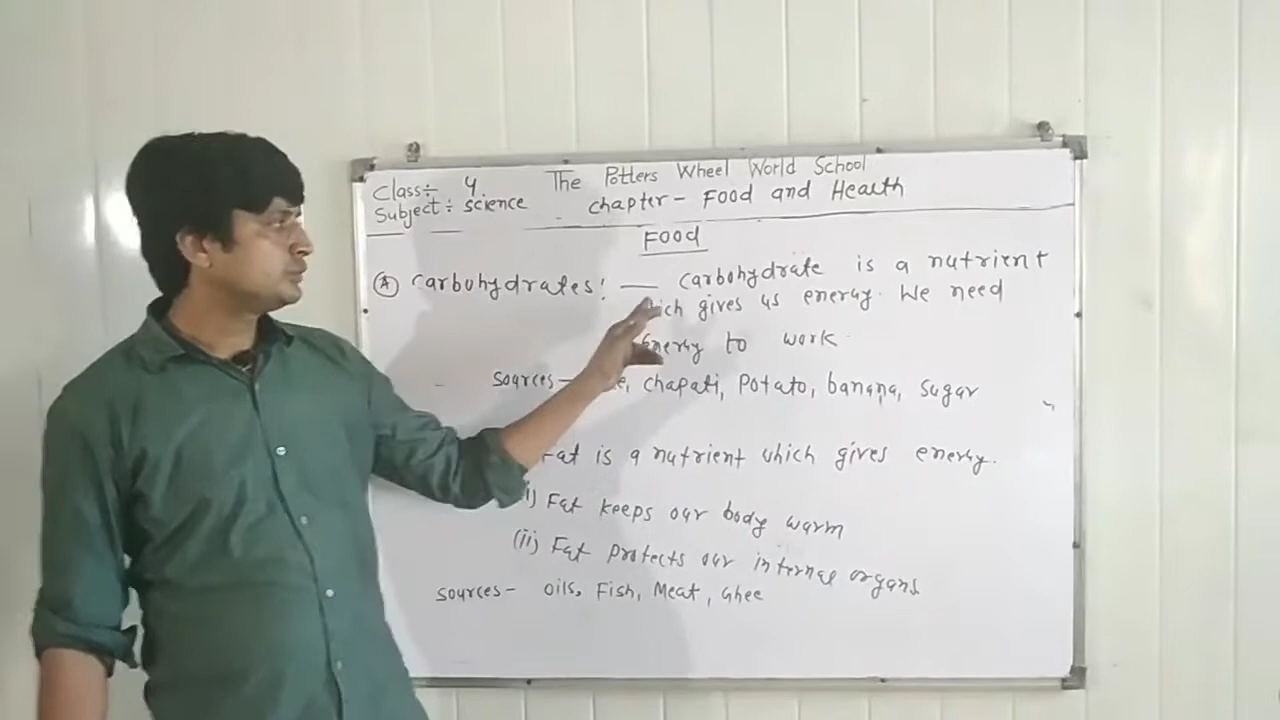 Class÷ 4 The Potters Wheel World School
Subject÷ science chapter- Food and Health
Food
(A) carbohydrates: — carbohydrate is a nutrient
gives us energy. We need
energy to work.
sources- chapati, Potato, banana, sugar
Fat is a nutrient which gives energy.
i) Fat keeps our body warm
(ii) Fat Protects our internal organs
sources- oils, Fish, Meat, Ghee